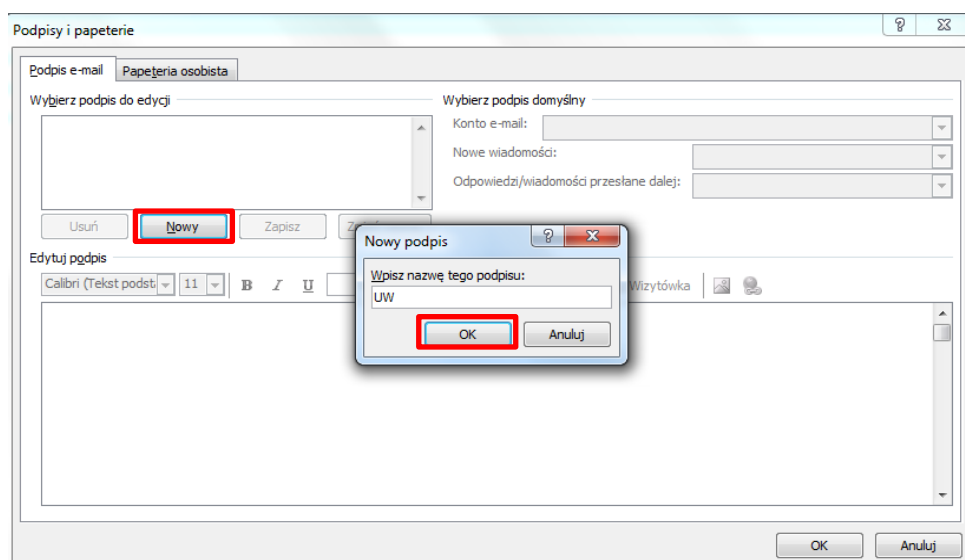 Podpisy i papeterie
Podpis e-mail Papeteria osobista
Wybierz podpis do edycji
Wybierz podpis domyślny
Konto e-mail:
Nowe wiadomości:
Odpowiedzi/wiadomości przesłane dalej:
Usuń Nowy Zapisz
Nowy podpis
Wpisz nazwę tego podpisu:
UW
OK Anuluj
Edytuj podpis
Calibri (Tekst podst 11 B I U Wizytówka
OK Anuluj